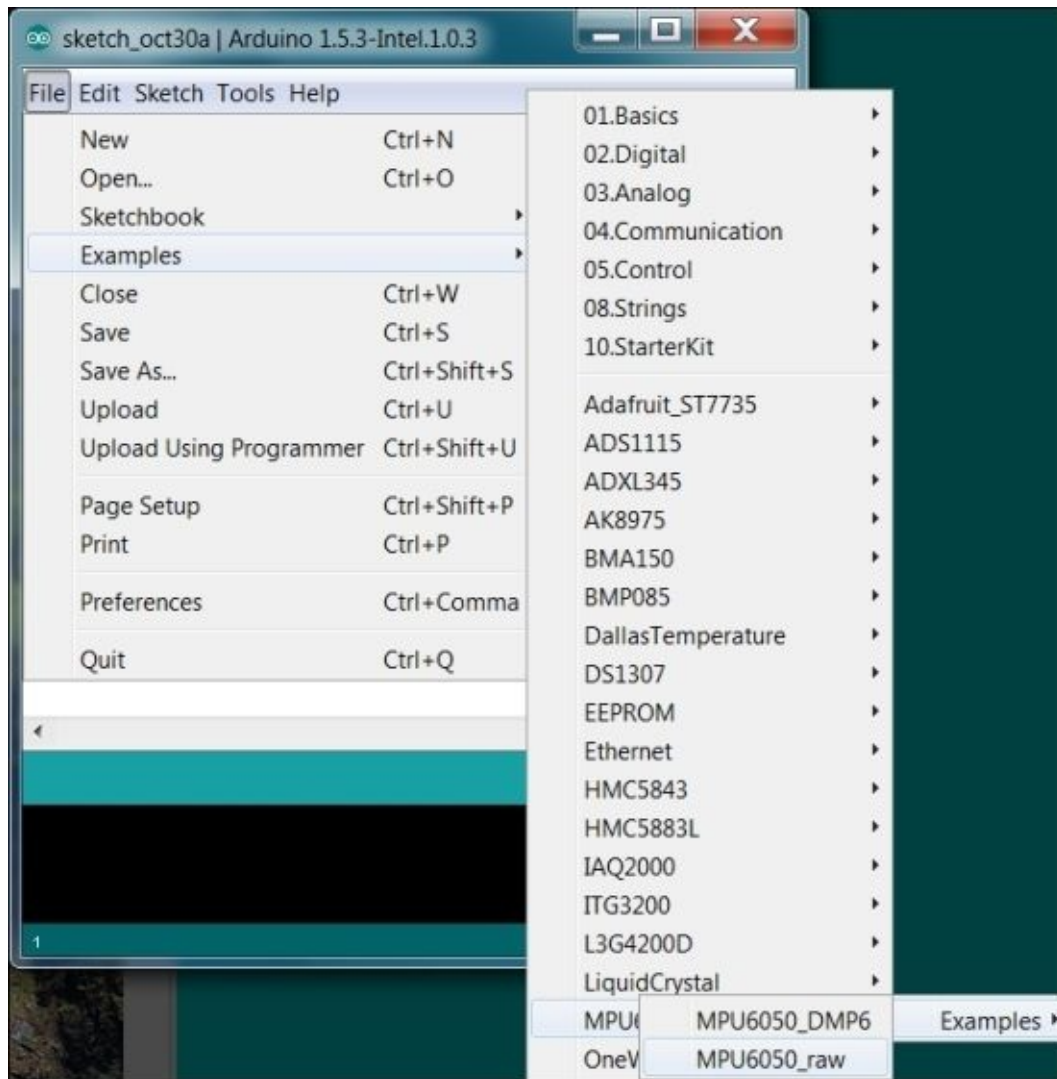 sketch_oct30a | Arduino 1.5.3-Intel.1.0.3
File Edit Sketch Tools Help
New Ctrl+N
Open... Ctrl+O
Sketchbook
Examples
Close Ctrl+W
Save Ctrl+S
Save As... Ctrl+Shift+S
Upload Ctrl+U
Upload Using Programmer Ctrl+Shift+U
Page Setup Ctrl+Shift+P
Print Ctrl+P
Preferences Ctrl+Comma
Quit Ctrl+Q
1
01.Basics
02.Digital
03.Analog
04.Communication
05.Control
08.Strings
10.StarterKit
Adafruit_ST7735
ADS1115
ADXL345
AK8975
BMA150
BMP085
DallasTemperature
DS1307
EEPROM
Ethernet
HMC5843
HMC5883L
IAQ2000
ITG3200
L3G4200D
LiquidCrystal
MPU6
OneW
Examples
MPU6050_DMP6
MPU6050_raw